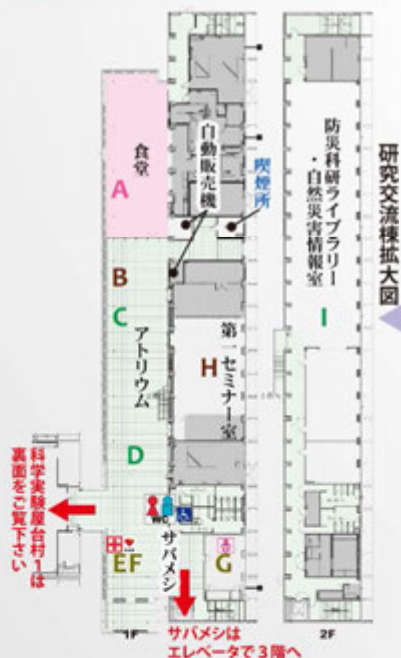 研究交流棟拡大図
防災科研ライブラリー
・自然災害情報室
I
喫煙所
自動販売機
食堂
A
B
C
アトリウム
第一セミナー室
H
D
WC
サバメシ
EF
G
科学実験屋台村1は
裏面をご覧下さい
1F
2F
サバメシは
エレベータで3階へ